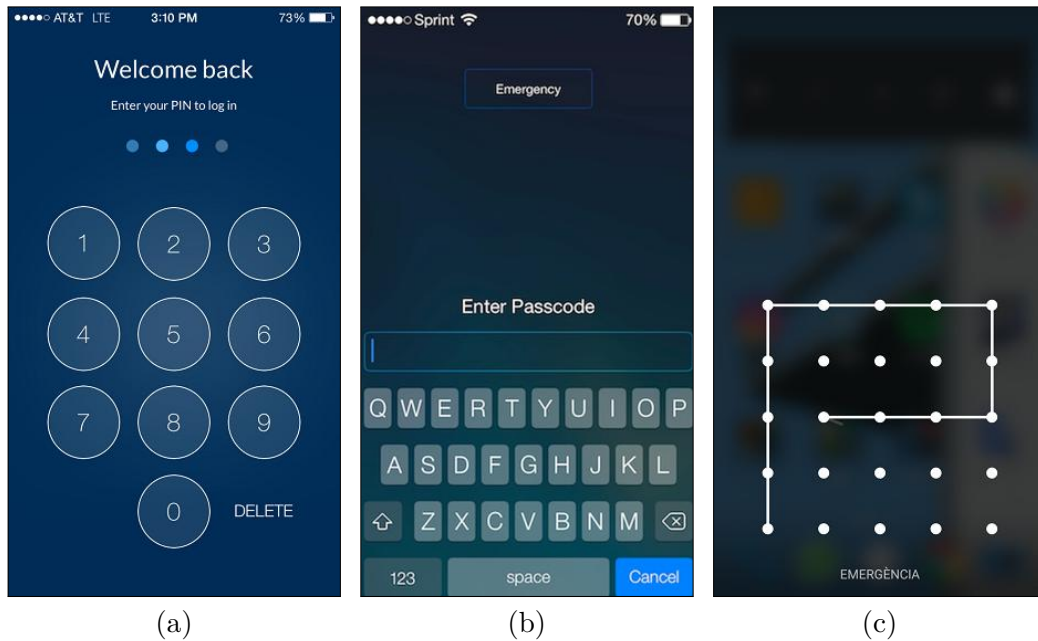 AT&T LTE 3:10 PM 73%
Welcome back
Enter your PIN to log in
1 2 3
4 5 6
7 8 9
0 DELETE
(a)
Sprint 70%
Emergency
Enter Passcode
Q W E R T Y U I O P
A S D F G H J K L
Z X C V B N M
123 space Cancel
(b)
EMERGÈNCIA
(c)